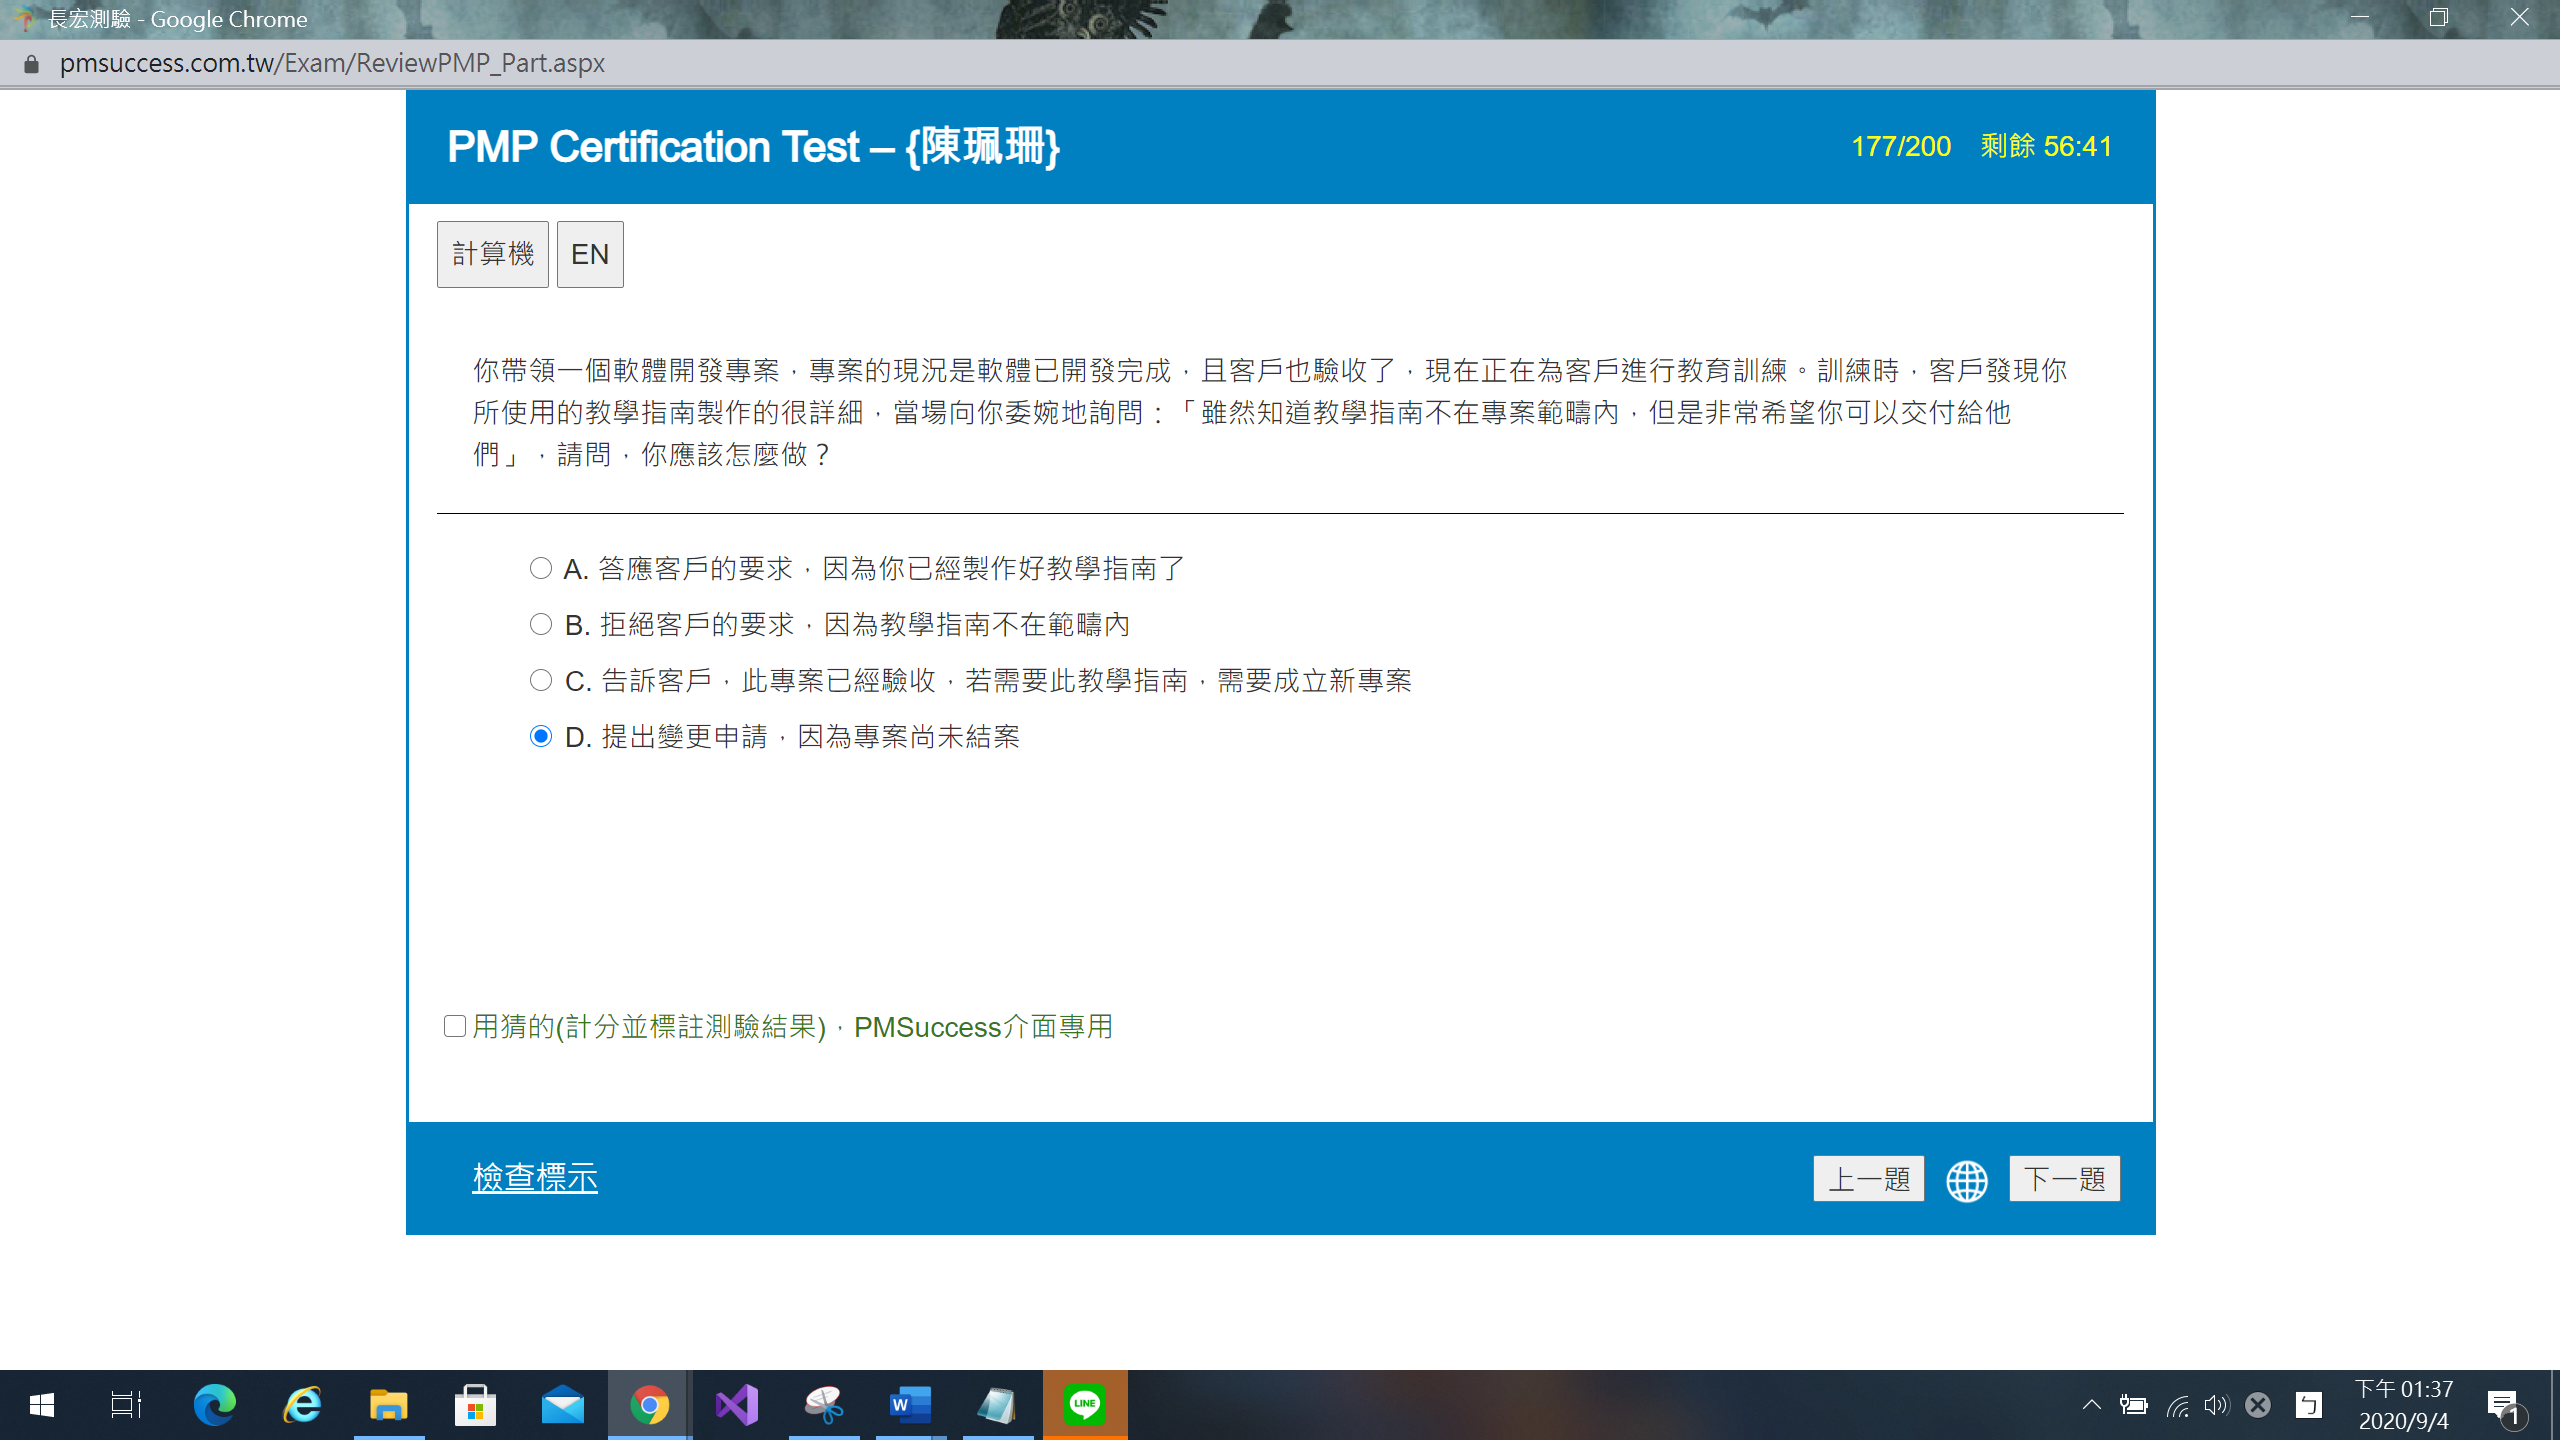 長宏測驗 - Google Chrome
pmsuccess.com.tw/Exam/ReviewPMP_Part.aspx
PMP Certification Test – {陳珮珊}
177/200 剩餘 56:41
計算機 EN
你帶領一個軟體開發專案，專案的現況是軟體已開發完成，且客戶也驗收了，現在正在為客戶進行教育訓練。訓練時，客戶發現你
所使用的教學指南製作的很詳細，當場向你委婉地詢問：「雖然知道教學指南不在專案範疇內，但是非常希望你可以交付給他
們」，請問，你應該怎麼做？
A. 答應客戶的要求，因為你已經製作好教學指南了
B. 拒絕客戶的要求，因為教學指南不在範疇內
C. 告訴客戶，此專案已經驗收，若需要此教學指南，需要成立新專案
D. 提出變更申請，因為專案尚未結案
用猜的(計分並標註測驗結果)，PMSuccess介面專用
檢查標示
上一題 下一題
W
LINE
ㄅ
下午 01:37
2020/9/4
1